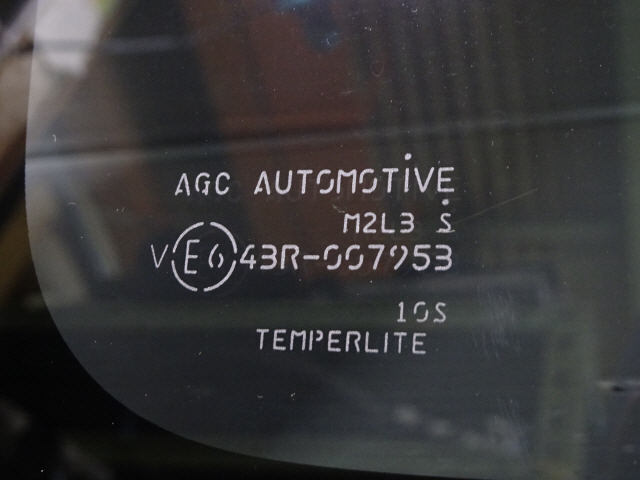 AGC AUTOMOTIVE
M2L3 S
V E6 43R-007953
10S
TEMPERLITE